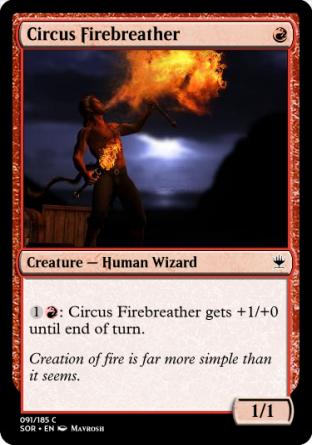 Circus Firebreather
Creature — Human Wizard
1R: Circus Firebreather gets +1/+0
until end of turn.
Creation of fire is far more simple than
it seems.
091/185 C
SOR • EN MAVROSH
1/1